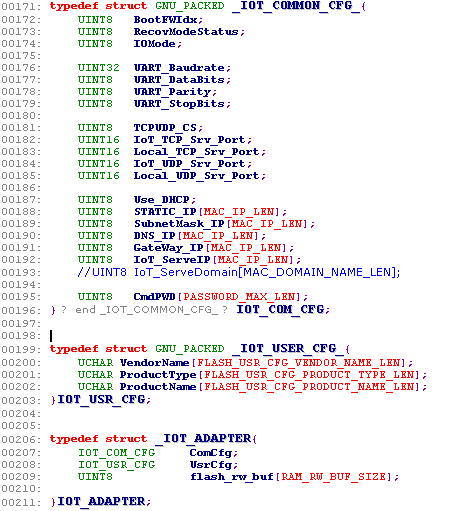 00171: typedef struct GNU_PACKED _IOT_COMMON_CFG_{
00172: UINT8 BootFWIdx;
00173: UINT8 RecovModeStatus;
00174: UINT8 IOMode;
00175:
00176: UINT32 UART_Baudrate;
00177: UINT8 UART_DataBits;
00178: UINT8 UART_Parity;
00179: UINT8 UART_StopBits;
00180:
00181: UINT8 TCPUDP_CS;
00182: UINT16 IoT_TCP_Srv_Port;
00183: UINT16 Local_TCP_Srv_Port;
00184: UINT16 IoT_UDP_Srv_Port;
00185: UINT16 Local_UDP_Srv_Port;
00186:
00187: UINT8 Use_DHCP;
00188: UINT8 STATIC_IP[MAC_IP_LEN];
00189: UINT8 SubnetMask_IP[MAC_IP_LEN];
00190: UINT8 DNS_IP[MAC_IP_LEN];
00191: UINT8 GateWay_IP[MAC_IP_LEN];
00192: UINT8 IoT_ServeIP[MAC_IP_LEN];
00193: //UINT8 IoT_ServeDomain[MAC_DOMAIN_NAME_LEN];
00194:
00195: UINT8 CmdPWD[PASSWORD_MAX_LEN];
00196: } ? end _IOT_COMMON_CFG_ ? IOT_COM_CFG;
00197:
00198:
00199: typedef struct GNU_PACKED _IOT_USER_CFG_{
00200: UCHAR VendorName[FLASH_USR_CFG_VENDOR_NAME_LEN];
00201: UCHAR ProductType[FLASH_USR_CFG_PRODUCT_TYPE_LEN];
00202: UCHAR ProductName[FLASH_USR_CFG_PRODUCT_NAME_LEN];
00203: }IOT_USR_CFG;
00204:
00205:
00206: typedef struct _IOT_ADAPTER{
00207: IOT_COM_CFG ComCfg;
00208: IOT_USR_CFG UsrCfg;
00209: UINT8 flash_rw_buf[RAM_RW_BUF_SIZE];
00210:
00211: }IOT_ADAPTER;